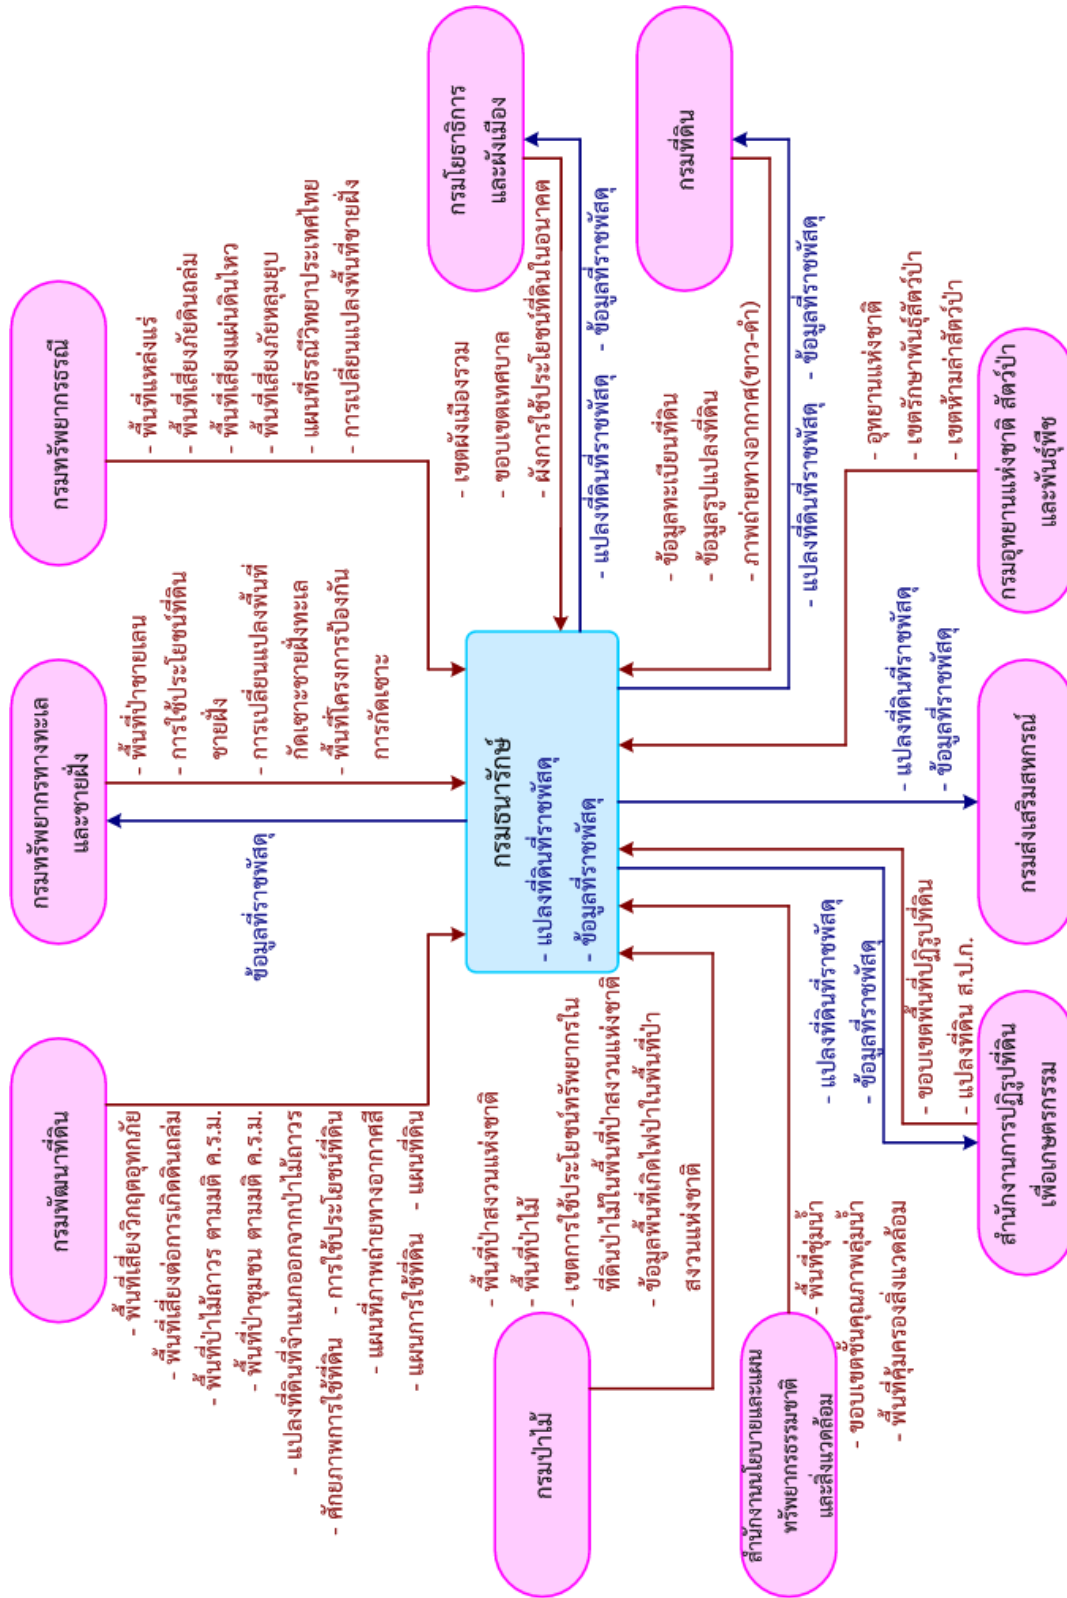 กรมพัฒนาที่ดิน
- พื้นที่เสี่ยงวิกฤตอุทกภัย
- พื้นที่เสี่ยงต่อการเกิดดินถล่ม
- พื้นที่ป่าไม้ถาวร ตามมติ ค.ร.ม.
- พื้นที่ป่าชุมชน ตามมติ ค.ร.ม.
- แปลงที่ดินที่จำแนกออกจากป่าไม้ถาวร
- ศักยภาพการใช้ที่ดิน - การใช้ประโยชน์ที่ดิน
- แผนที่ภาพถ่ายทางอากาศสี
- แผนการใช้ที่ดิน - แผนที่ดิน
กรมทรัพยากรทางทะเล
และชายฝั่ง
ข้อมูลที่ราชพัสดุ
- พื้นที่ป่าชายเลน
- การใช้ประโยชน์ที่ดิน
ชายฝั่ง
- การเปลี่ยนแปลงพื้นที่
กัดเซาะชายฝั่งทะเล
- พื้นที่โครงการป้องกัน
การกัดเซาะ
กรมทรัพยากรธรณี
- พื้นที่แหล่งแร่
- พื้นที่เสี่ยงภัยดินถล่ม
- พื้นที่เสี่ยงแผ่นดินไหว
- พื้นที่เสี่ยงภัยหลุมยุบ
- แผนที่ธรณีวิทยาประเทศไทย
- การเปลี่ยนแปลงพื้นที่ชายฝั่ง
กรมโยธาธิการ
และผังเมือง
- เขตผังเมืองรวม
- ขอบเขตเทศบาล
- ผังการใช้ประโยชน์ที่ดินในอนาคต
- แปลงที่ดินที่ราชพัสดุ - ข้อมูลที่ราชพัสดุ
กรมธนารักษ์
- แปลงที่ดินที่ราชพัสดุ
- ข้อมูลที่ราชพัสดุ
กรมป่าไม้
- พื้นที่ป่าสงวนแห่งชาติ
- พื้นที่ป่าไม้
- เขตการใช้ประโยชน์ทรัพยากรใน
ที่ดินป่าไม้ในพื้นที่ป่าสงวนแห่งชาติ
- ข้อมูลพื้นที่เกิดไฟป่าในพื้นที่ป่า
สงวนแห่งชาติ
กรมที่ดิน
- ข้อมูลทะเบียนที่ดิน
- ข้อมูลรูปแปลงที่ดิน
- ภาพถ่ายทางอากาศ(ขาว-ดำ)
- แปลงที่ดินที่ราชพัสดุ - ข้อมูลที่ราชพัสดุ
สำนักงานนโยบายและแผน
ทรัพยากรธรรมชาติ
และสิ่งแวดล้อม
- พื้นที่ชุ่มน้ำ
- ขอบเขตชั้นคุณภาพลุ่มน้ำ
- พื้นที่คุ้มครองสิ่งแวดล้อม
- แปลงที่ดินที่ราชพัสดุ
- ข้อมูลที่ราชพัสดุ
- ขอบเขตพื้นที่ปฏิรูปที่ดิน
- แปลงที่ดิน ส.ป.ก.
สำนักงานการปฏิรูปที่ดิน
เพื่อเกษตรกรรม
- แปลงที่ดินที่ราชพัสดุ
- ข้อมูลที่ราชพัสดุ
กรมส่งเสริมสหกรณ์
- อุทยานแห่งชาติ
- เขตรักษาพันธุ์สัตว์ป่า
- เขตห้ามล่าสัตว์ป่า
กรมอุทยานแห่งชาติ สัตว์ป่า
และพันธุ์พืช